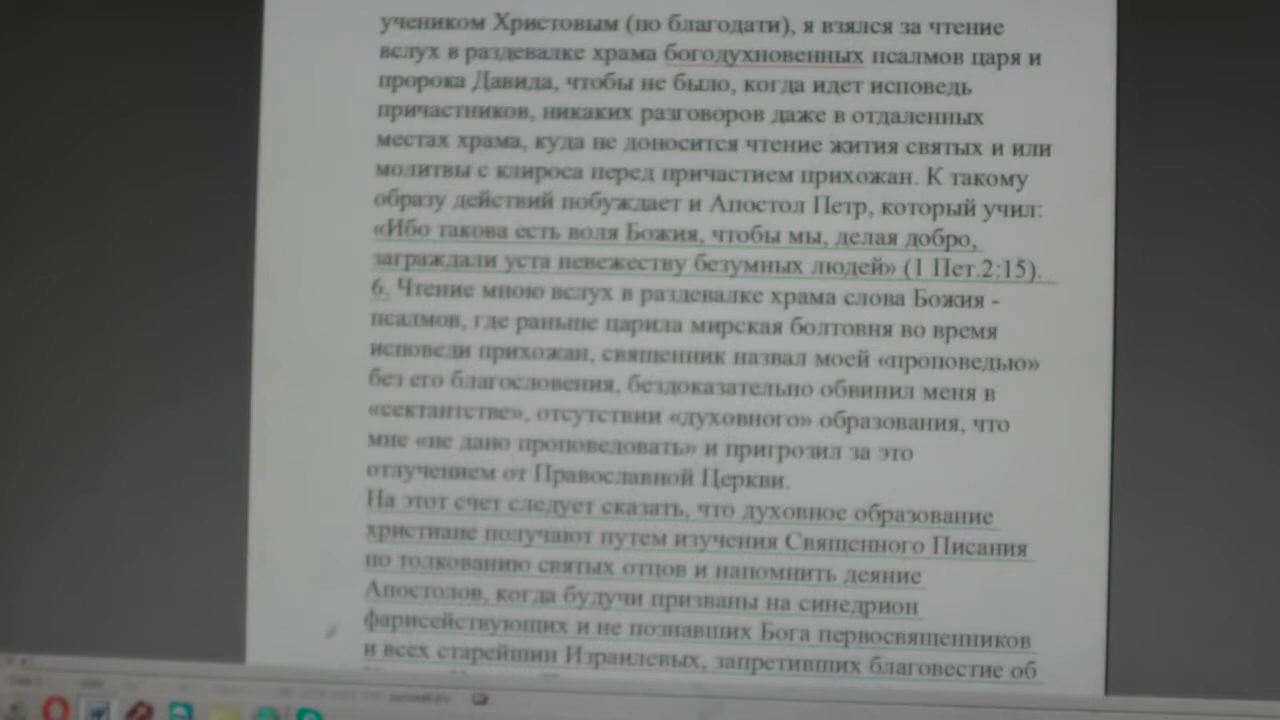 учеником Христовым (по благодати), я взялся за чтение
вслух в раздевалке храма богодухновенных псалмов царя и
пророка Давида, чтобы не было, когда идет исповедь
причастников, никаких разговоров даже в отдаленных
местах храма, куда не доносится чтение жития святых и или
молитвы с клироса перед причастием прихожан. К такому
образу действий побуждает и Апостол Петр, который учил:
«Ибо такова есть воля Божия, чтобы мы, делая добро,
заграждали уста невежеству безумных людей» (1 Пет.2:15).
6. Чтение мною вслух в раздевалке храма слова Божия -
псалмов, где раньше царила мирская болтовня во время
исповеди прихожан, священник назвал моей «проповедью»
без его благословения, бездоказательно обвинил меня в
«сектантстве», отсутствии «духовного» образования, что
мне «не дано проповедовать» и пригрозил за это
отлучением от Православной Церкви.
На этот счет следует сказать, что духовное образование
христиане получают путем изучения Священного Писания
по толкованию святых отцов и напомнить деяние
Апостолов, когда будучи призваны на синедрион
фарисействующих и не познавших Бога первосвященников
и всех старейшин Израилевых, запретивших благовестие об